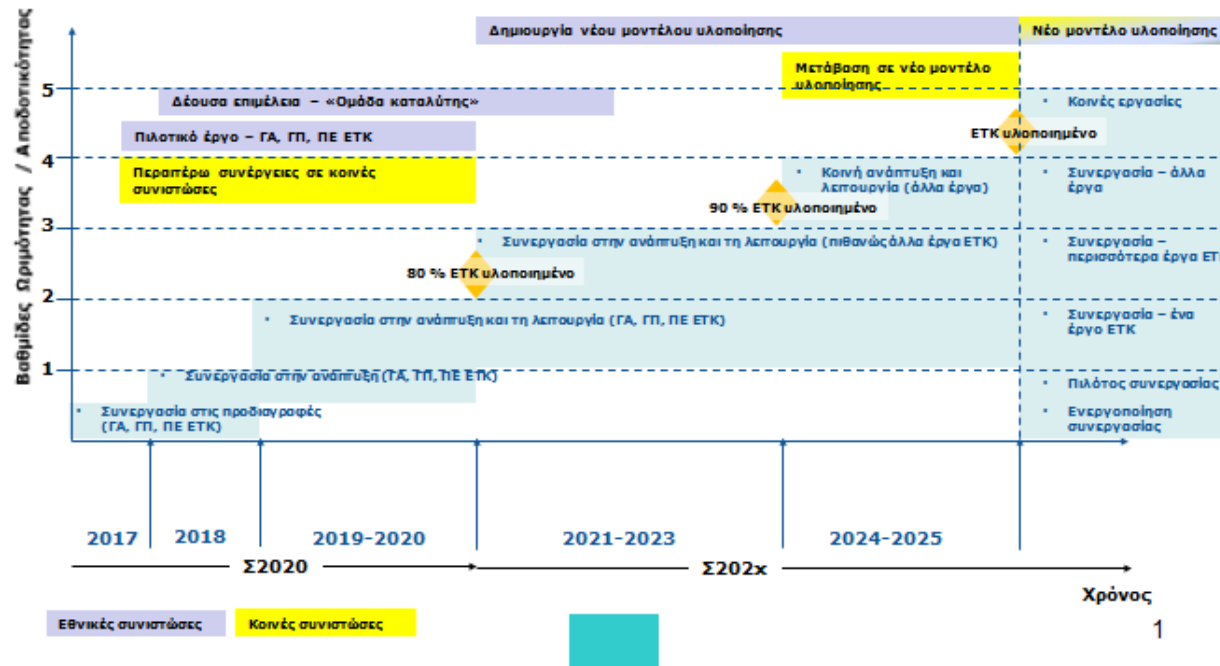 Βαθμίδες Ωριμότητας / Αποδοτικότητας
Δημιουργία νέου μοντέλου υλοποίησης
Νέο μοντέλο υλοποίησης
Μετάβαση σε νέο μοντέλο
υλοποίησης
5
Δέουσα επιμέλεια – «Ομάδα καταλύτης»
▪ Κοινές εργασίες
Πιλοτικό έργο – ΓΑ, ΓΠ, ΠΕ ΕΤΚ
ΕΤΚ υλοποιημένο
4
Περαιτέρω συνέργειες σε κοινές
συνιστώσες
▪ Κοινή ανάπτυξη και
λειτουργία (άλλα έργα)
▪ Συνεργασία – άλλα
έργα
90 % ΕΤΚ υλοποιημένο
3
▪ Συνεργασία στην ανάπτυξη και τη λειτουργία (πιθανώς άλλα έργα ΕΤΚ)
▪ Συνεργασία –
περισσότερα έργα ΕΤΚ
80 % ΕΤΚ υλοποιημένο
2
▪ Συνεργασία στην ανάπτυξη και τη λειτουργία (ΓΑ, ΓΠ, ΠΕ ΕΤΚ)
▪ Συνεργασία – ένα
έργο ΕΤΚ
1
▪ Συνεργασία στην ανάπτυξη (ΓΑ, ΓΠ, ΠΕ ΕΤΚ)
▪ Πιλότος συνεργασίας
▪ Συνεργασία στις προδιαγραφές
(ΓΑ, ΓΠ, ΠΕ ΕΤΚ)
▪ Ενεργοποίηση
συνεργασίας
2017 2018 2019-2020 2021-2023 2024-2025
Σ2020 Σ202x
Χρόνος
Εθνικές συνιστώσες Κοινές συνιστώσες
1